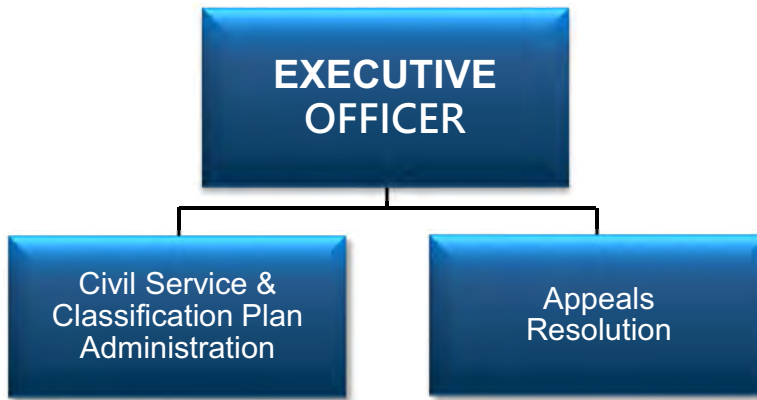 EXECUTIVE
OFFICER
Civil Service &
Classification Plan
Administration
Appeals
Resolution